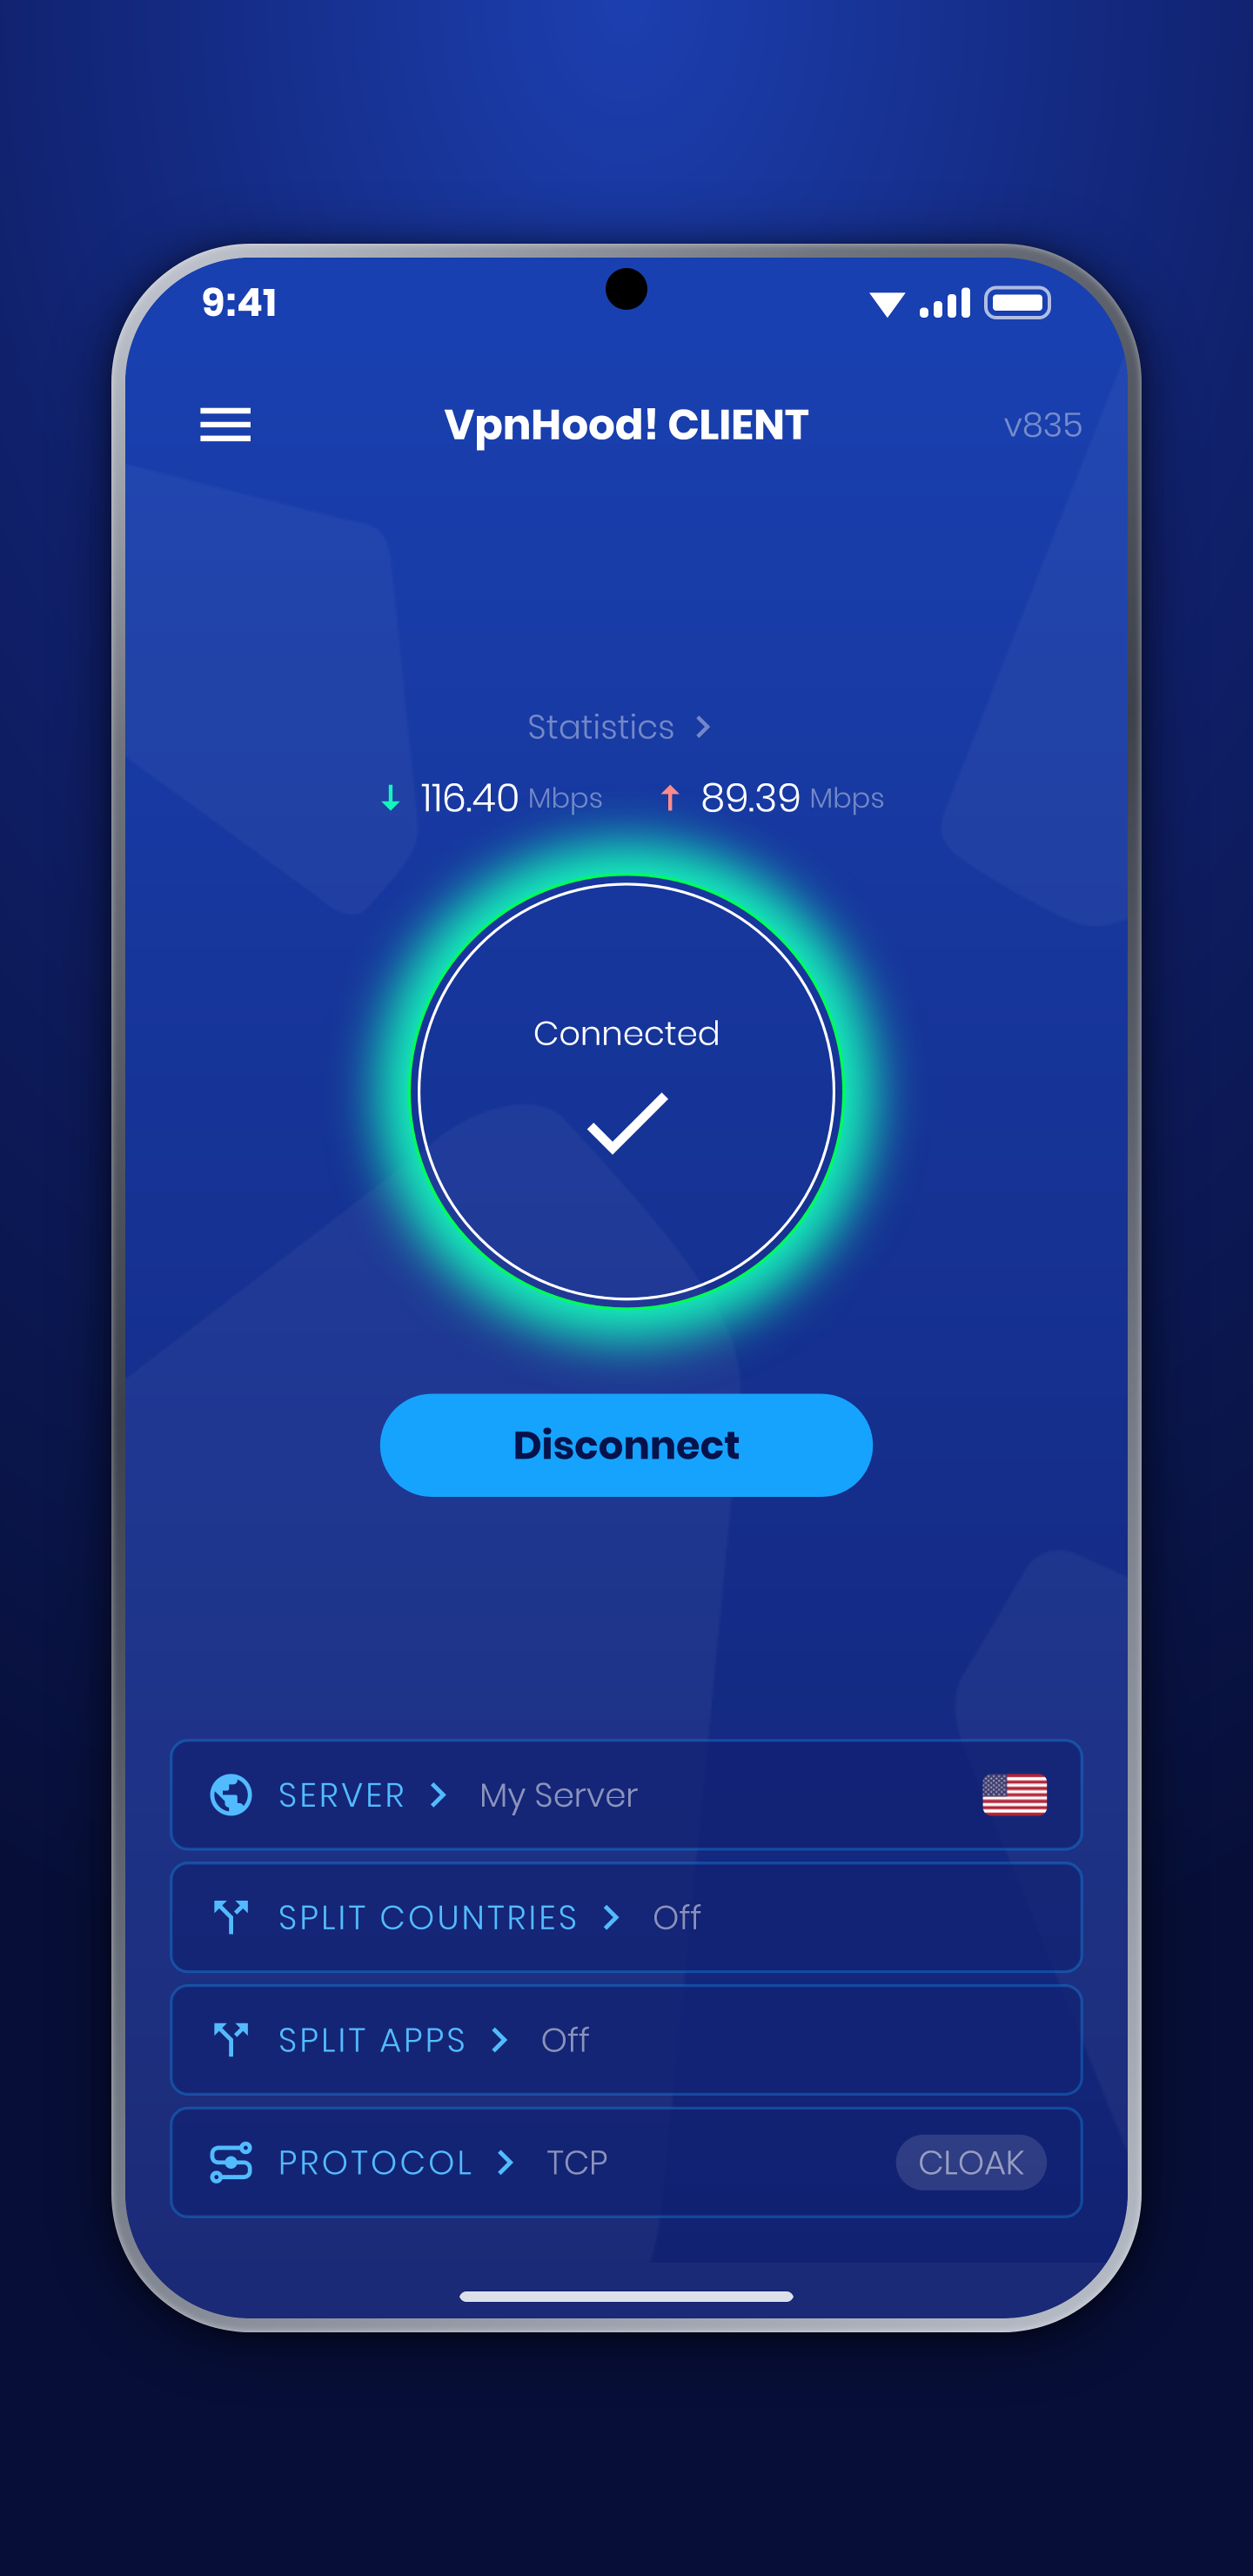 9:41
VpnHood! CLIENT v835
Statistics
116.40 Mbps 89.39 Mbps
Connected
Disconnect
SERVER My Server
SPLIT COUNTRIES Off
SPLIT APPS Off
PROTOCOL TCP CLOAK